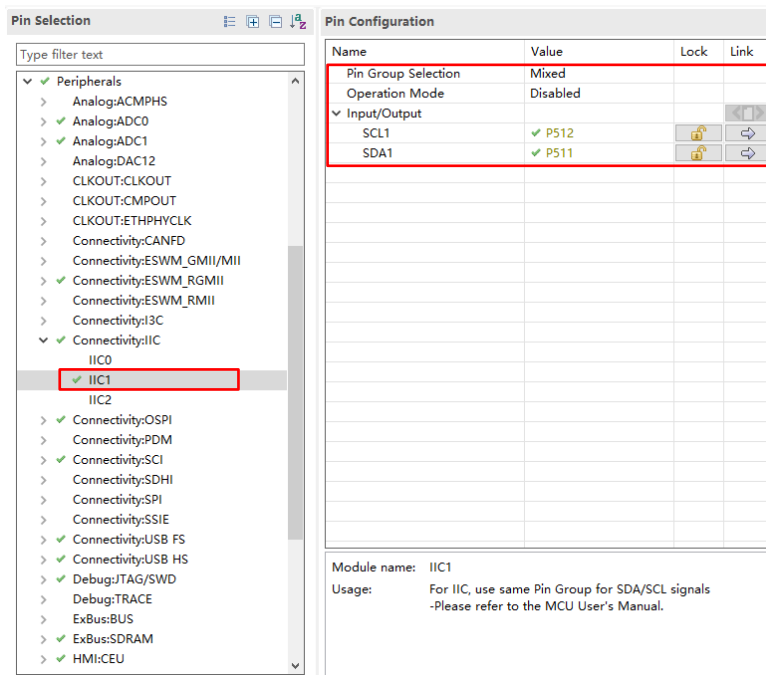 Pin Selection
Type filter text
Peripherals
Analog:ACMPHS
Analog:ADC0
Analog:ADC1
Analog:DAC12
CLKOUT:CLKOUT
CLKOUT:CMPOUT
CLKOUT:ETHPHYCLK
Connectivity:CANFD
Connectivity:ESWM_GMII/MII
Connectivity:ESWM_RGMII
Connectivity:ESWM_RMII
Connectivity:I3C
Connectivity:IIC
IIC0
IIC1
IIC2
Connectivity:OSPI
Connectivity:PDM
Connectivity:SCI
Connectivity:SDHI
Connectivity:SPI
Connectivity:SSIE
Connectivity:USB FS
Connectivity:USB HS
Debug:JTAG/SWD
Debug:TRACE
ExBus:BUS
ExBus:SDRAM
HMI:CEU
Pin Configuration
Name Value Lock Link
Pin Group Selection Mixed
Operation Mode Disabled
Input/Output
SCL1 P512
SDA1 P511
Module name: IIC1
Usage: For IIC, use same Pin Group for SDA/SCL signals
-Please refer to the MCU User's Manual.